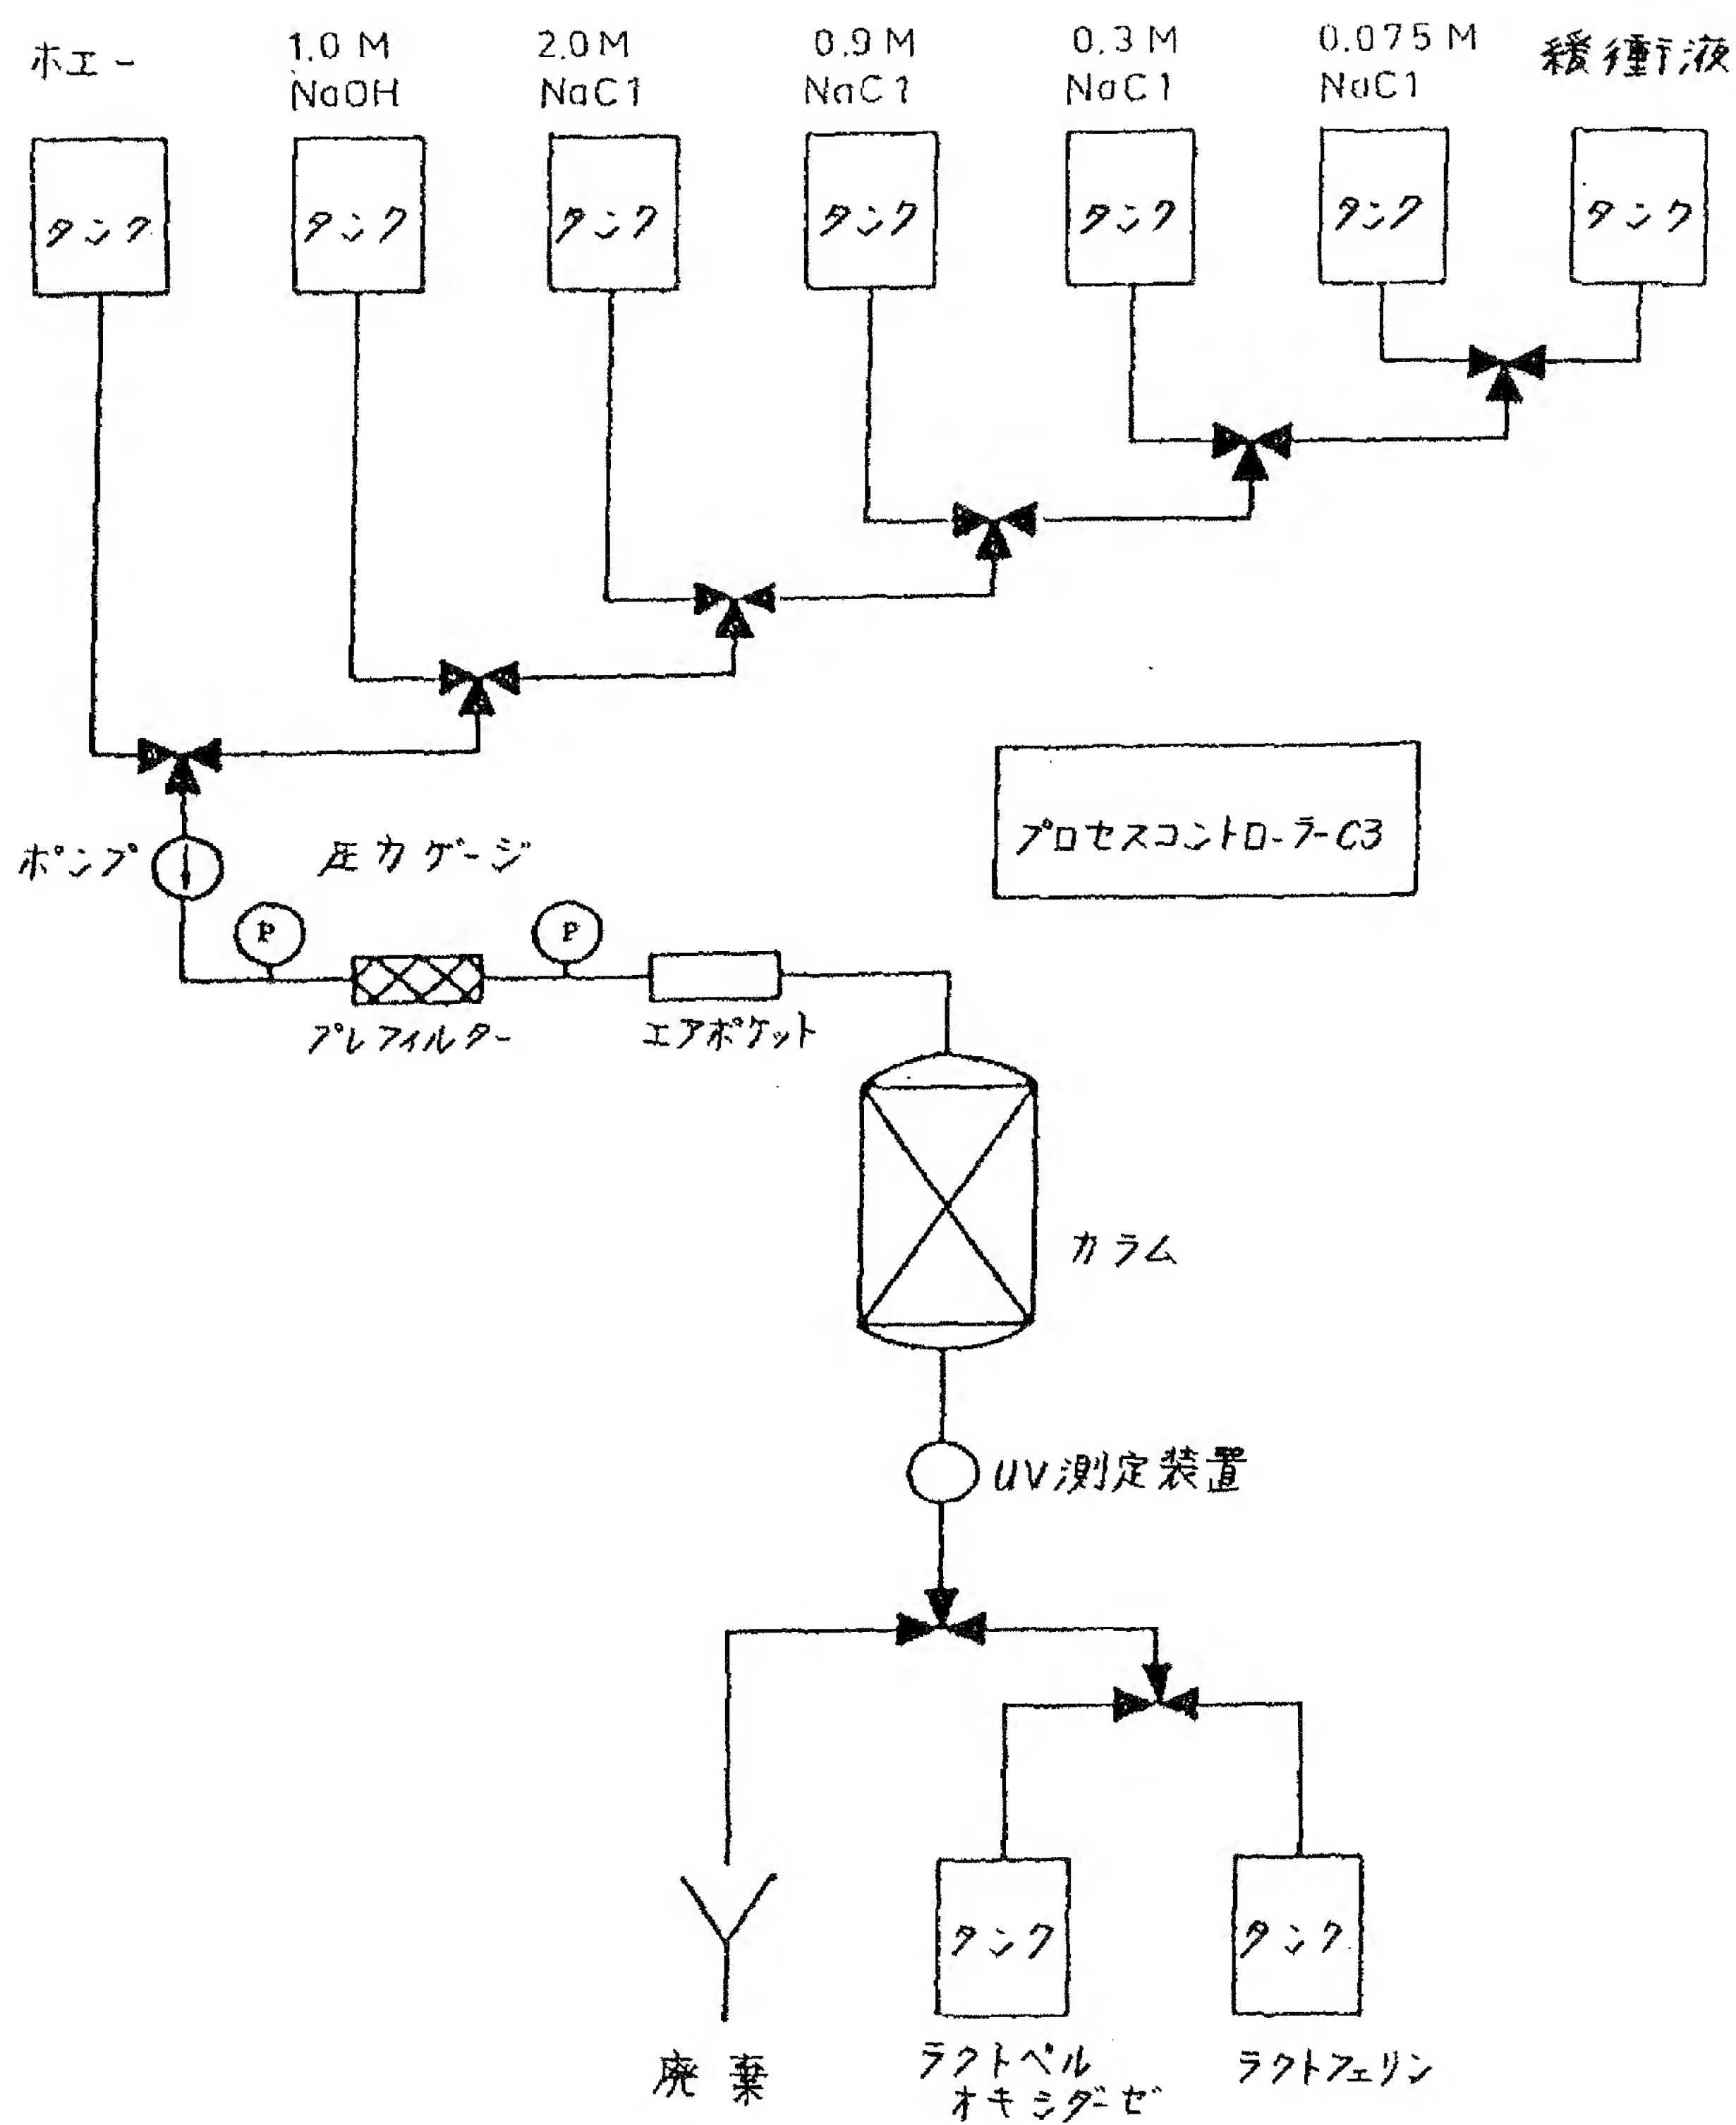 ホエー
1.0 M
NaOH
2.0 M
NaCl
0.9 M
NaCl
0.3 M
NaCl
0.075 M
NaCl
緩衝液
タンク
タンク
タンク
タンク
タンク
タンク
タンク
プロセスコントローラーC3
ポンプ
圧力ゲージ
P
P
プレフィルター
エアポケット
カラム
UV測定装置
タンク
タンク
廃棄
ラクトペル
オキシダーゼ
ラクトフェリン